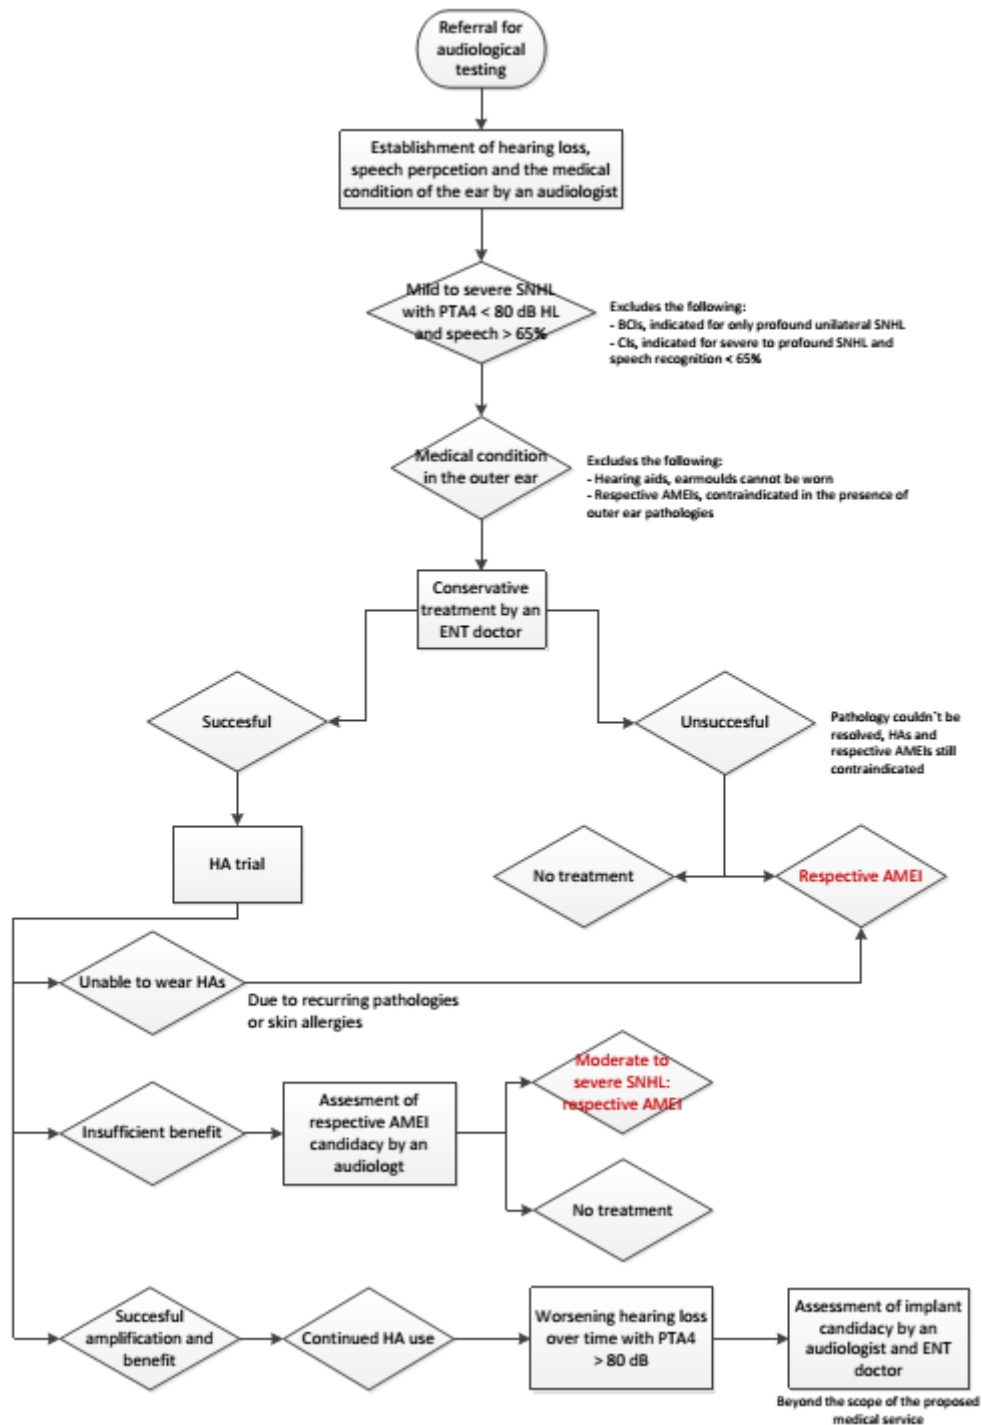 Referral for
audiological
testing
Establishment of hearing loss,
speech perpcetion and the medical
condition of the ear by an audiologist
Mild to severe SNHL
with PTA4 < 80 dB HL
and speech > 65%
Excludes the following:
- BCIs, indicated for only profound unilateral SNHL
- CIs, indicated for severe to profound SNHL and
speech recognition < 65%
Medical condition
in the outer ear
Excludes the following:
- Hearing aids, earmoulds cannot be worn
- Respective AMEIs, contraindicated in the presence of
outer ear pathologies
Conservative
treatment by an
ENT doctor
Succesful
Unsuccesful
Pathology couldn`t be
resolved, HAs and
respective AMEIs still
contraindicated
HA trial
No treatment
Respective AMEI
Unable to wear HAs
Due to recurring pathologies
or skin allergies
Insufficient benefit
Assesment of
respective AMEI
candidacy by an
audiologt
Moderate to
severe SNHL:
respective AMEI
No treatment
Succesful
amplification and
benefit
Continued HA use
Worsening hearing loss
over time with PTA4
> 80 dB
Assessment of implant
candidacy by an
audiologist and ENT
doctor
Beyond the scope of the proposed
medical service